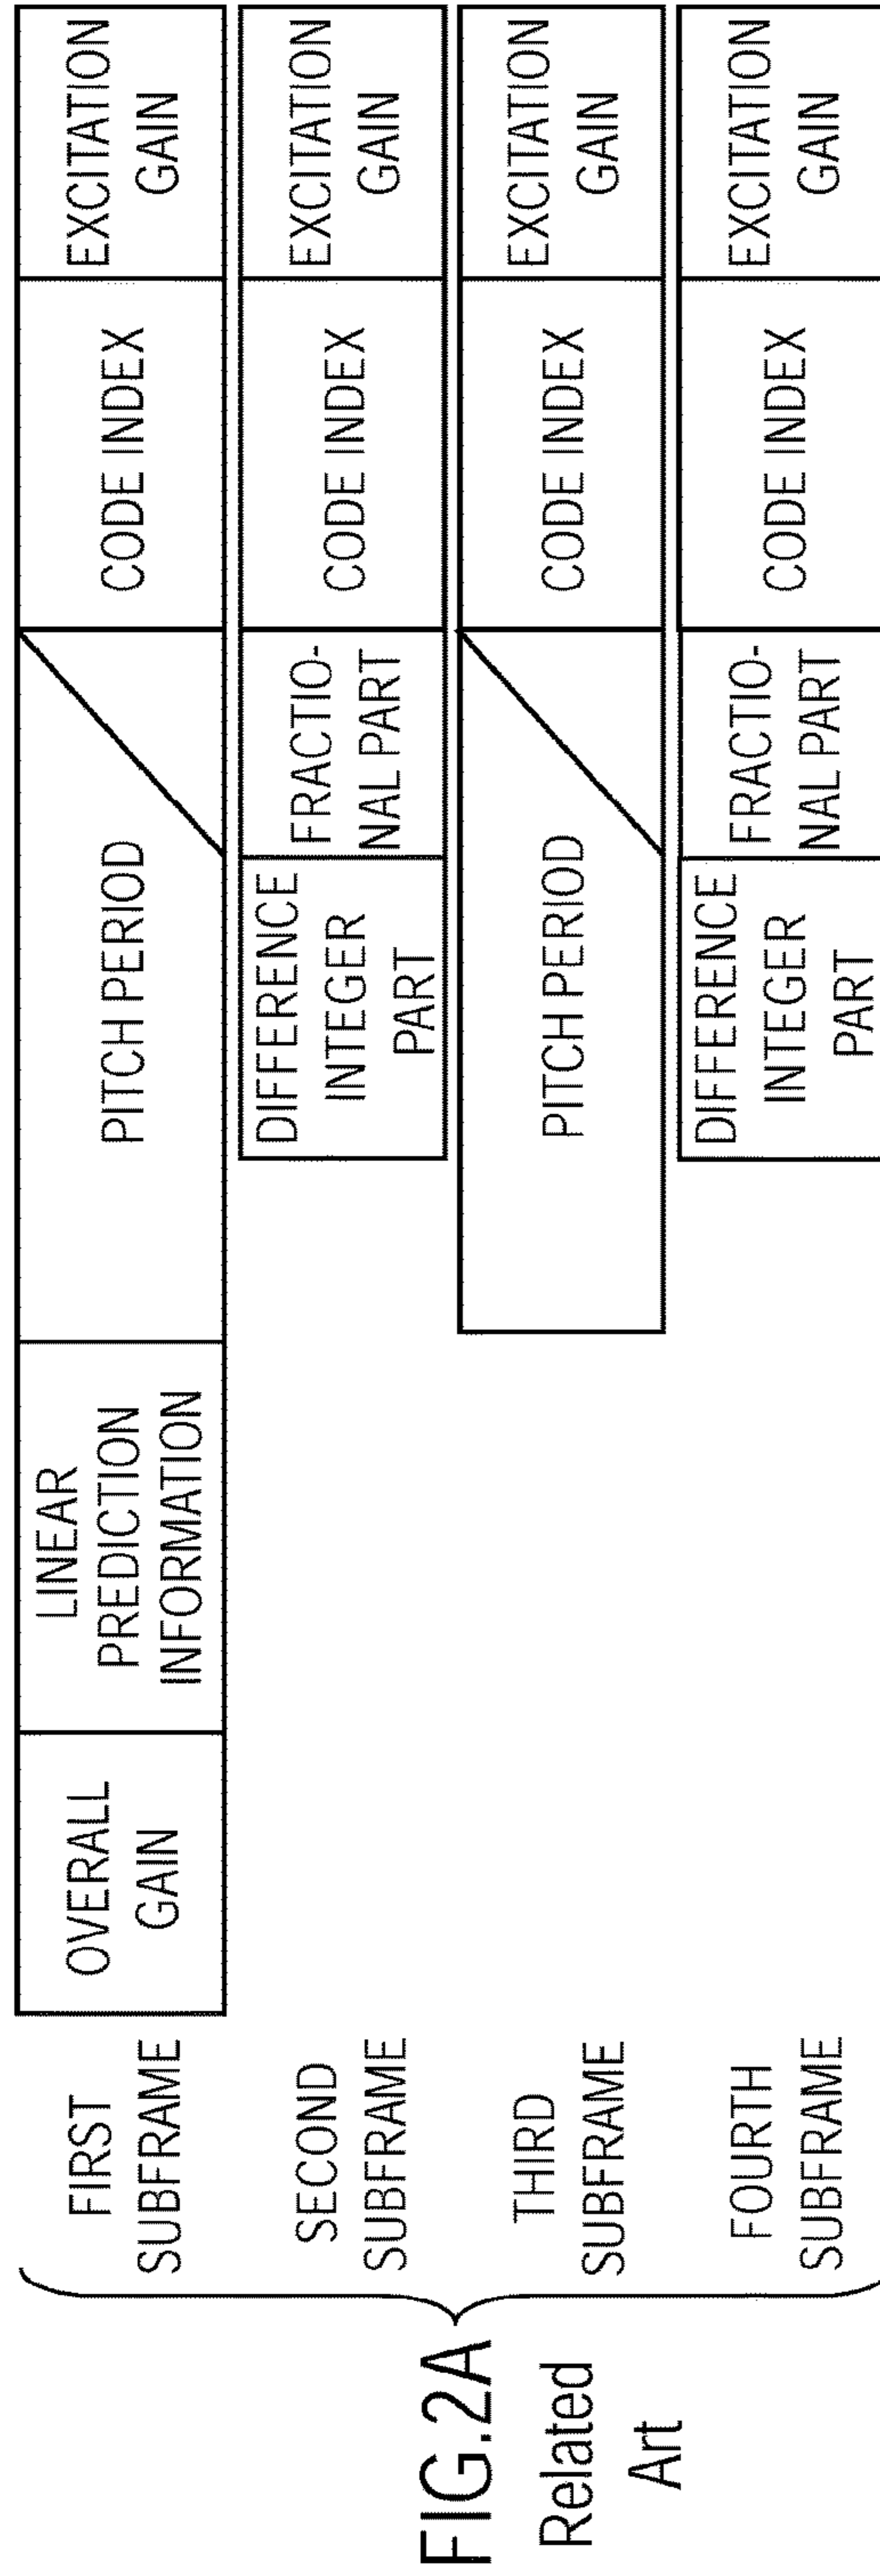 FIG.2A
Related
Art
FIRST
SUBFRAME
OVERALL
GAIN
LINEAR
PREDICTION
INFORMATION
PITCH PERIOD
CODE INDEX
EXCITATION
GAIN
SECOND
SUBFRAME
DIFFERENCE
INTEGER
PART
FRACTIO-
NAL PART
CODE INDEX
EXCITATION
GAIN
THIRD
SUBFRAME
PITCH PERIOD
CODE INDEX
EXCITATION
GAIN
FOURTH
SUBFRAME
DIFFERENCE
INTEGER
PART
FRACTIO-
NAL PART
CODE INDEX
EXCITATION
GAIN